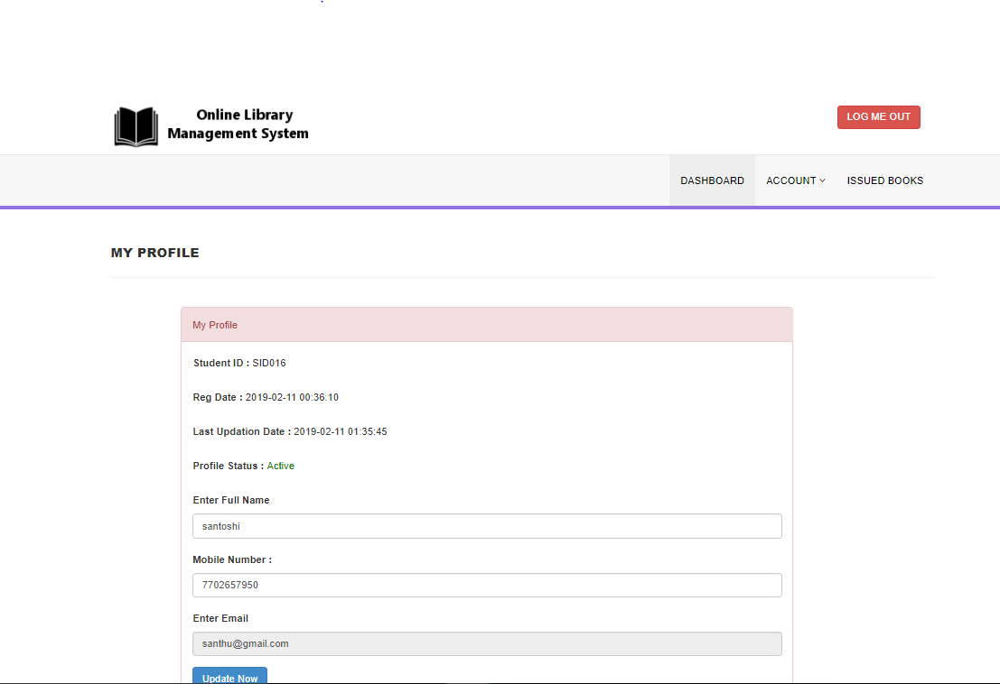 Online Library
Management System
LOG ME OUT
DASHBOARD ACCOUNT ISSUED BOOKS
MY PROFILE
My Profile
Student ID : SID016
Reg Date : 2019-02-11 00:36:10
Last Updation Date : 2019-02-11 01:35:45
Profile Status : Active
Enter Full Name
santoshi
Mobile Number :
7702657950
Enter Email
santhu@gmail.com
Update Now